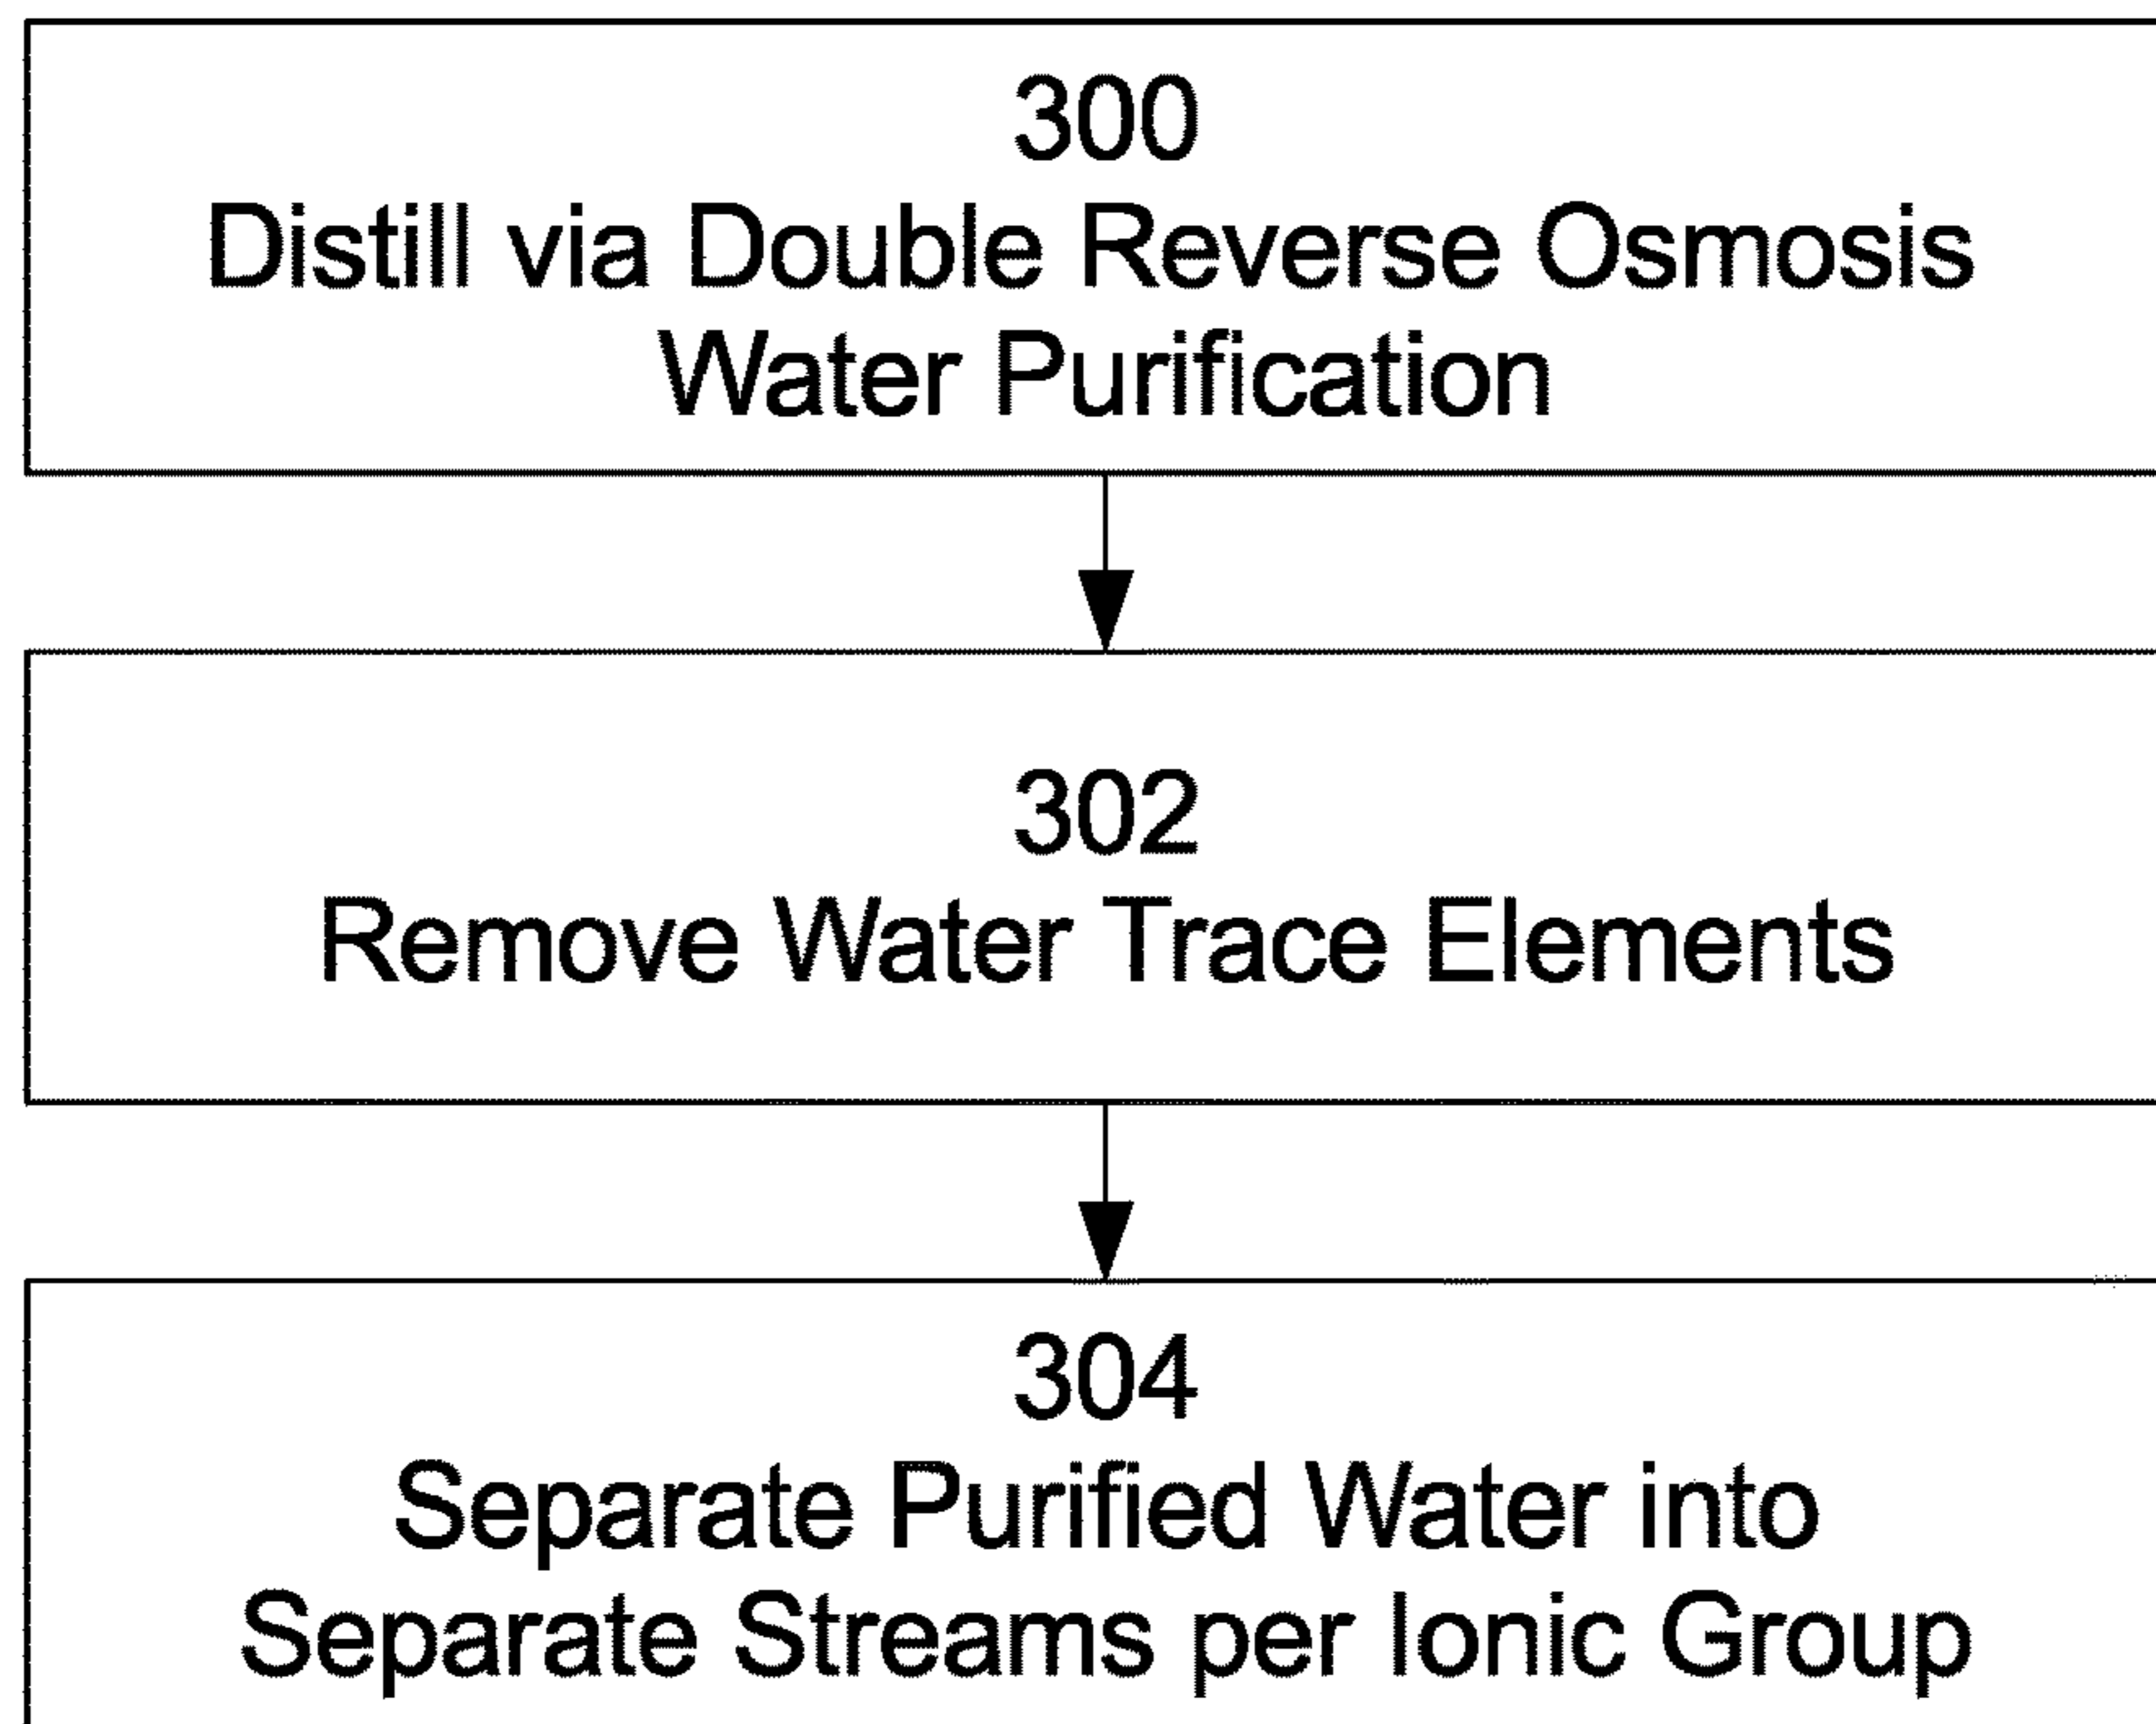 300
Distill via Double Reverse Osmosis
Water Purification
302
Remove Water Trace Elements
304
Separate Purified Water into
Separate Streams per Ionic Group